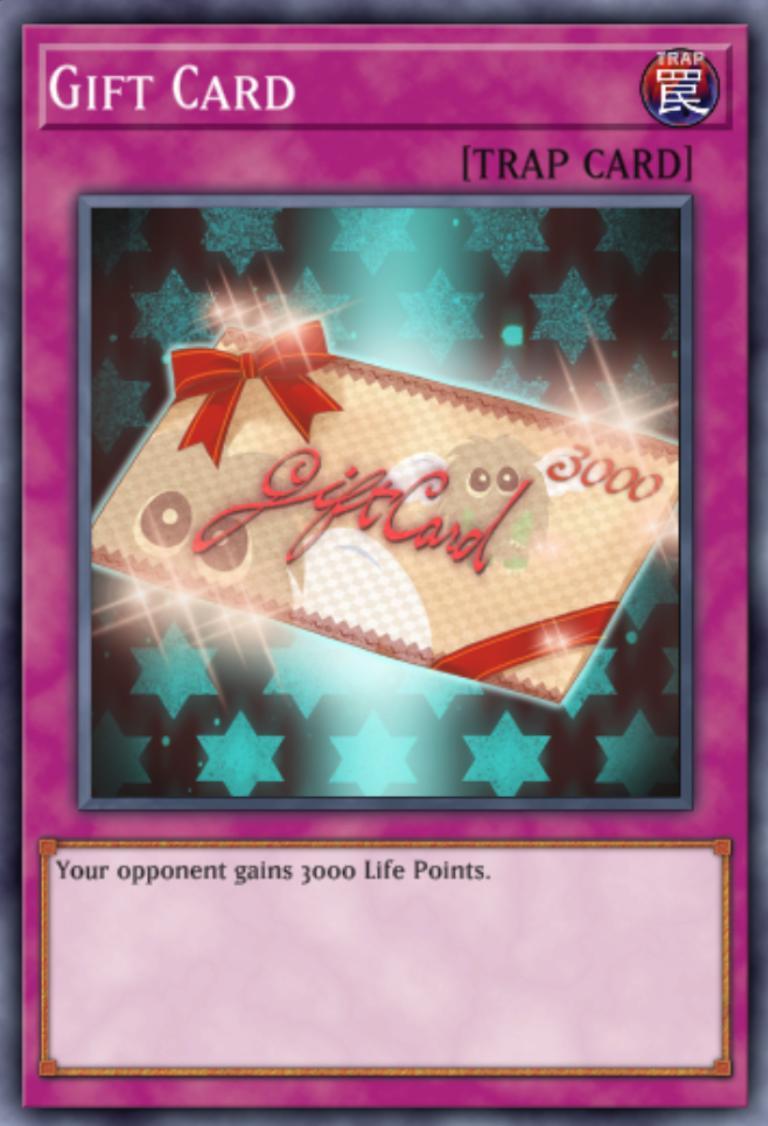 GIFT CARD
TRAP
罠
[TRAP CARD]
3000
Gift Card
Your opponent gains 3000 Life Points.